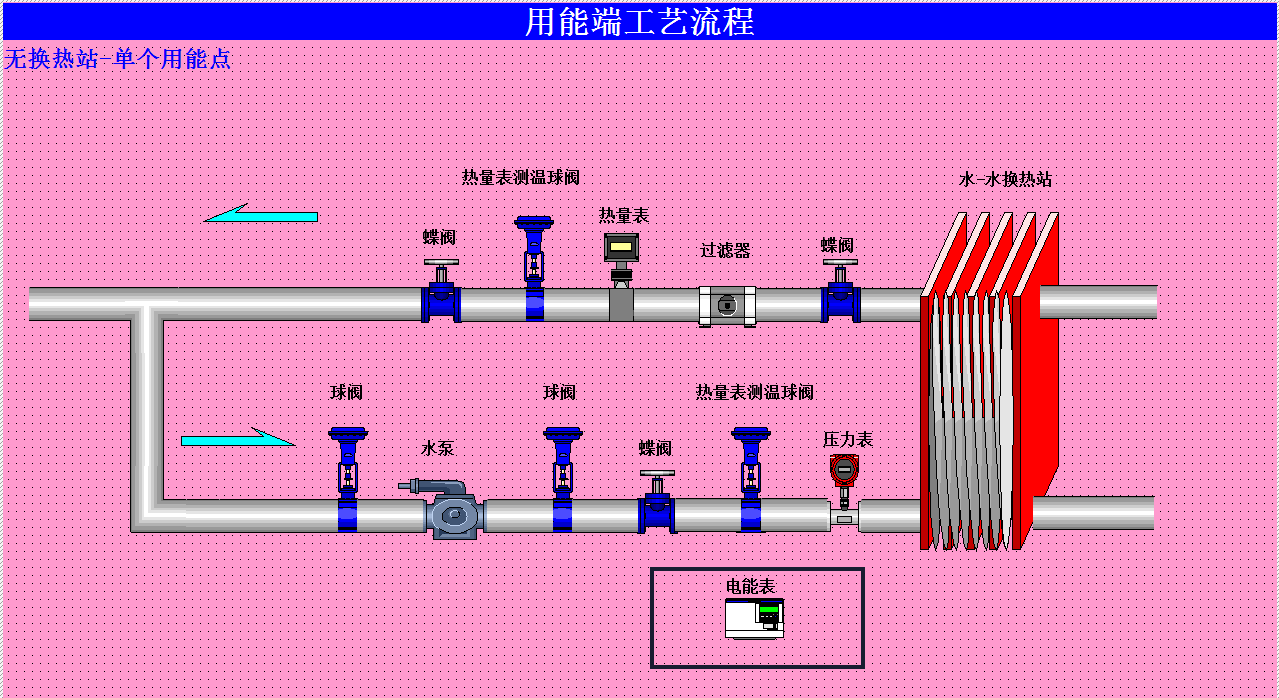 用能端工艺流程
无换热站-单个用能点
热量表测温球阀
水-水换热站
热量表
蝶阀
过滤器
蝶阀
球阀
球阀
热量表测温球阀
水泵
蝶阀
压力表
电能表